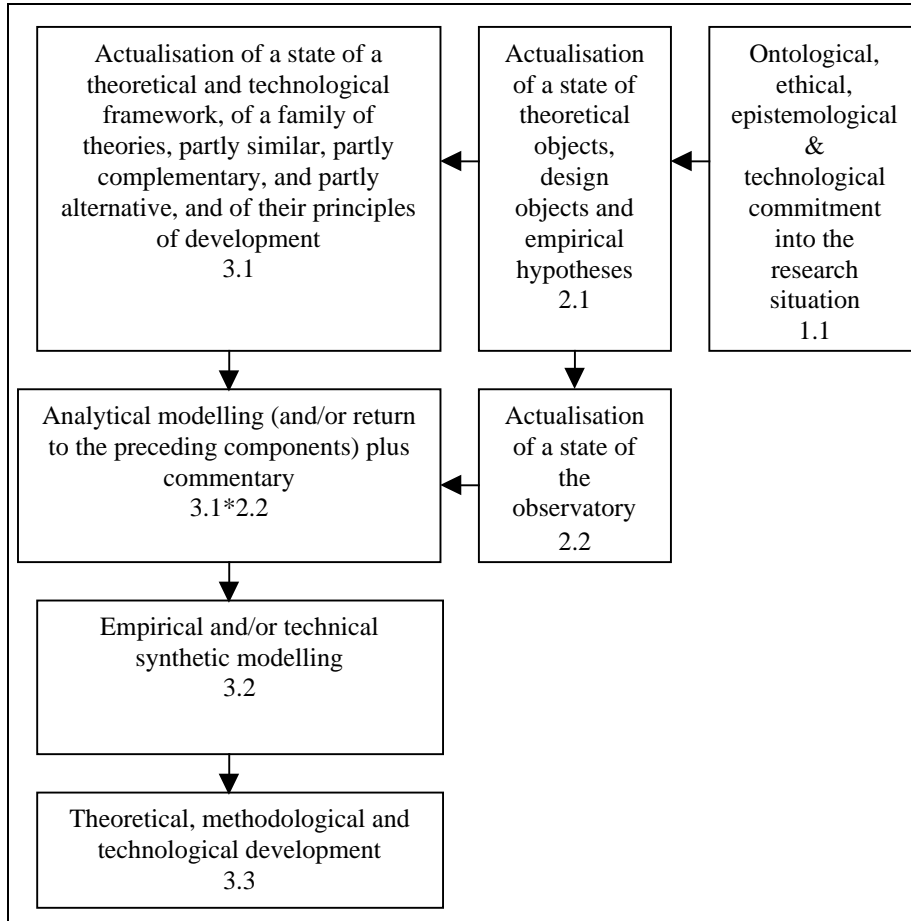 Actualisation of a state of a
theoretical and technological
framework, of a family of
theories, partly similar, partly
complementary, and partly
alternative, and of their principles
of development
3.1
Actualisation
of a state of
theoretical
objects,
design
objects and
empirical
hypotheses
2.1
Ontological,
ethical,
epistemological
&
technological
commitment
into the
research
situation
1.1
Analytical modelling (and/or return
to the preceding components) plus
commentary
3.1*2.2
Actualisation
of a state of
the
observatory
2.2
Empirical and/or technical
synthetic modelling
3.2
Theoretical, methodological and
technological development
3.3